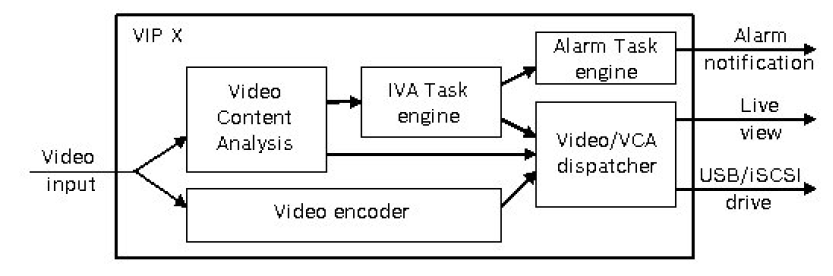 VIP X
Video
input
Video
Content
Analysis
IVA Task
engine
Alarm Task
engine
Video/VCA
dispatcher
Video encoder
Alarm
notification
Live
view
USB/iSCSI
drive